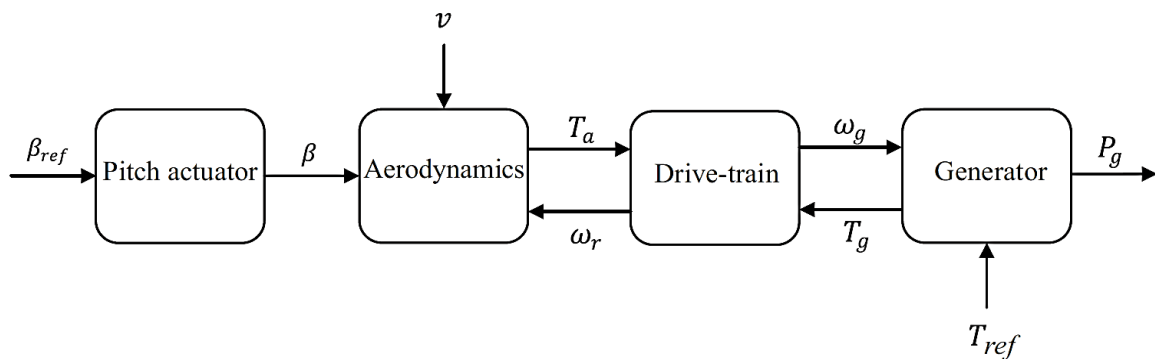 v
β_ref
Pitch actuator
β
Aerodynamics
T_a
ω_r
Drive-train
ω_g
T_g
Generator
P_g
T_ref